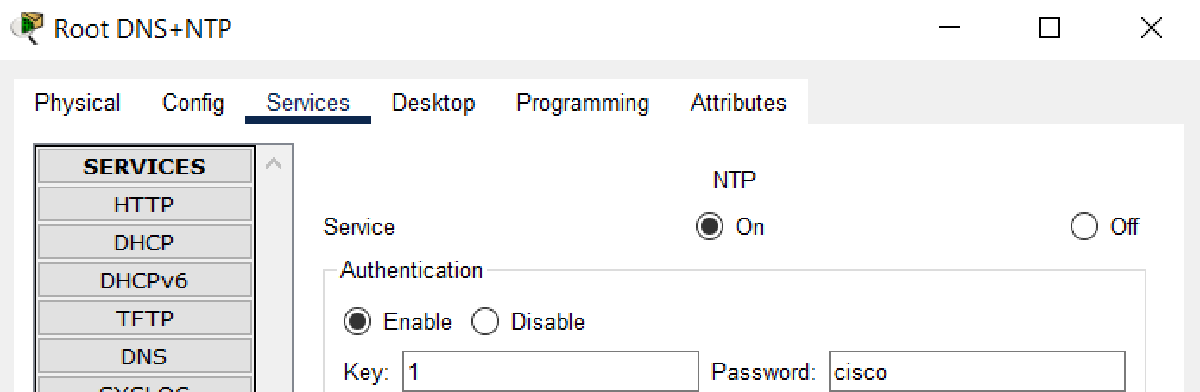 Root DNS+NTP
Physical Config Services Desktop Programming Attributes
SERVICES
HTTP
DHCP
DHCPv6
TFTP
DNS
SYSLOG
NTP
Service On Off
Authentication
Enable Disable
Key: 1 Password: cisco